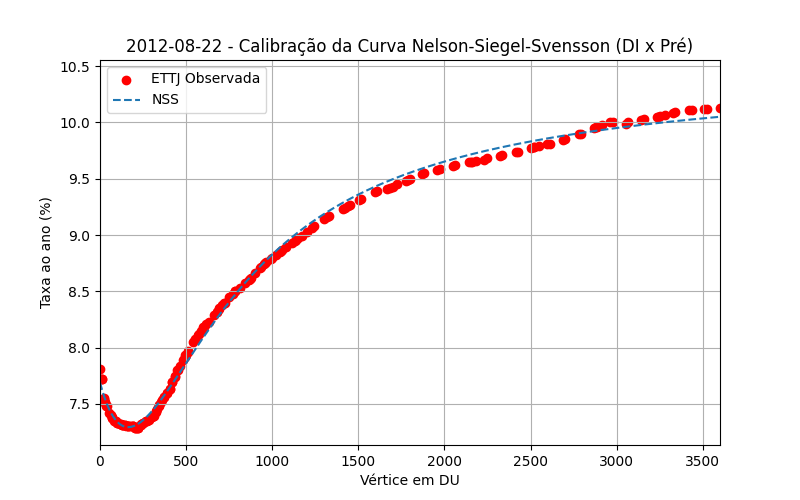 2012-08-22 - Calibração da Curva Nelson-Siegel-Svensson (DI x Pré)
ETTJ Observada
NSS
Taxa ao ano (%)
10.5
10.0
9.5
9.0
8.5
8.0
7.5
0 500 1000 1500 2000 2500 3000 3500
Vértice em DU